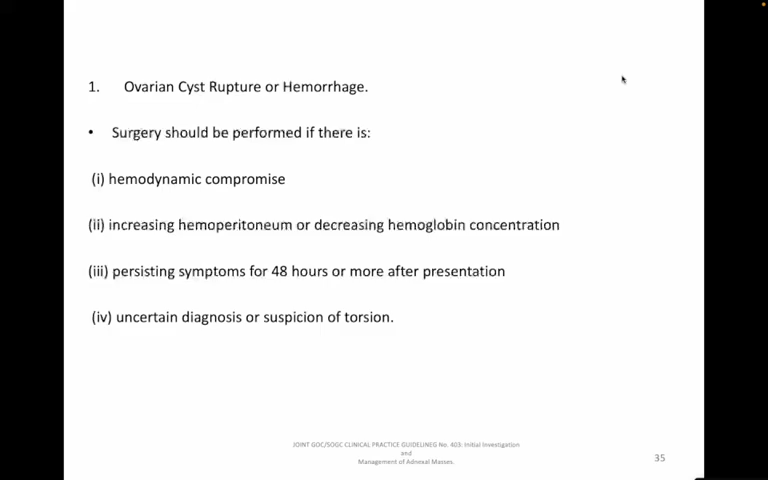 1. Ovarian Cyst Rupture or Hemorrhage.
• Surgery should be performed if there is:
(i) hemodynamic compromise
(ii) increasing hemoperitoneum or decreasing hemoglobin concentration
(iii) persisting symptoms for 48 hours or more after presentation
(iv) uncertain diagnosis or suspicion of torsion.
JOINT GOC/SOGC CLINICAL PRACTICE GUIDELINEG No. 403: Initial Investigation
and
Management of Adnexal Masses.
35